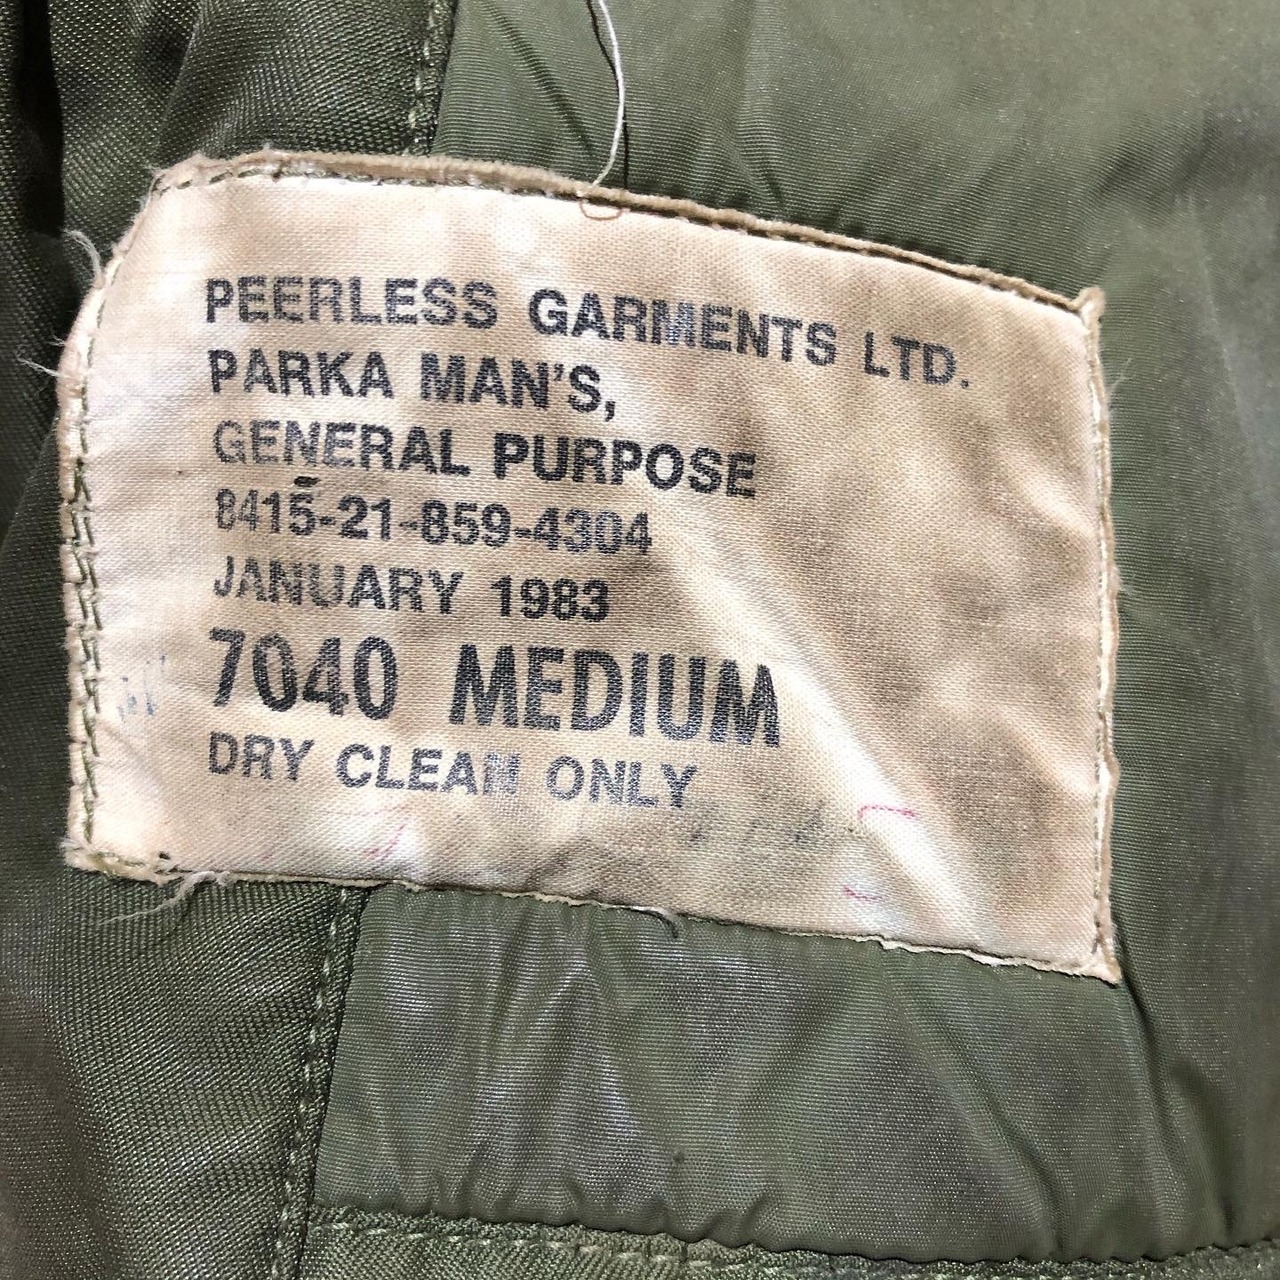 PEERLESS GARMENTS LTD.
PARKA MAN'S,
GENERAL PURPOSE
8415-21-859-4304
JANUARY 1983
7040 MEDIUM
DRY CLEAN ONLY